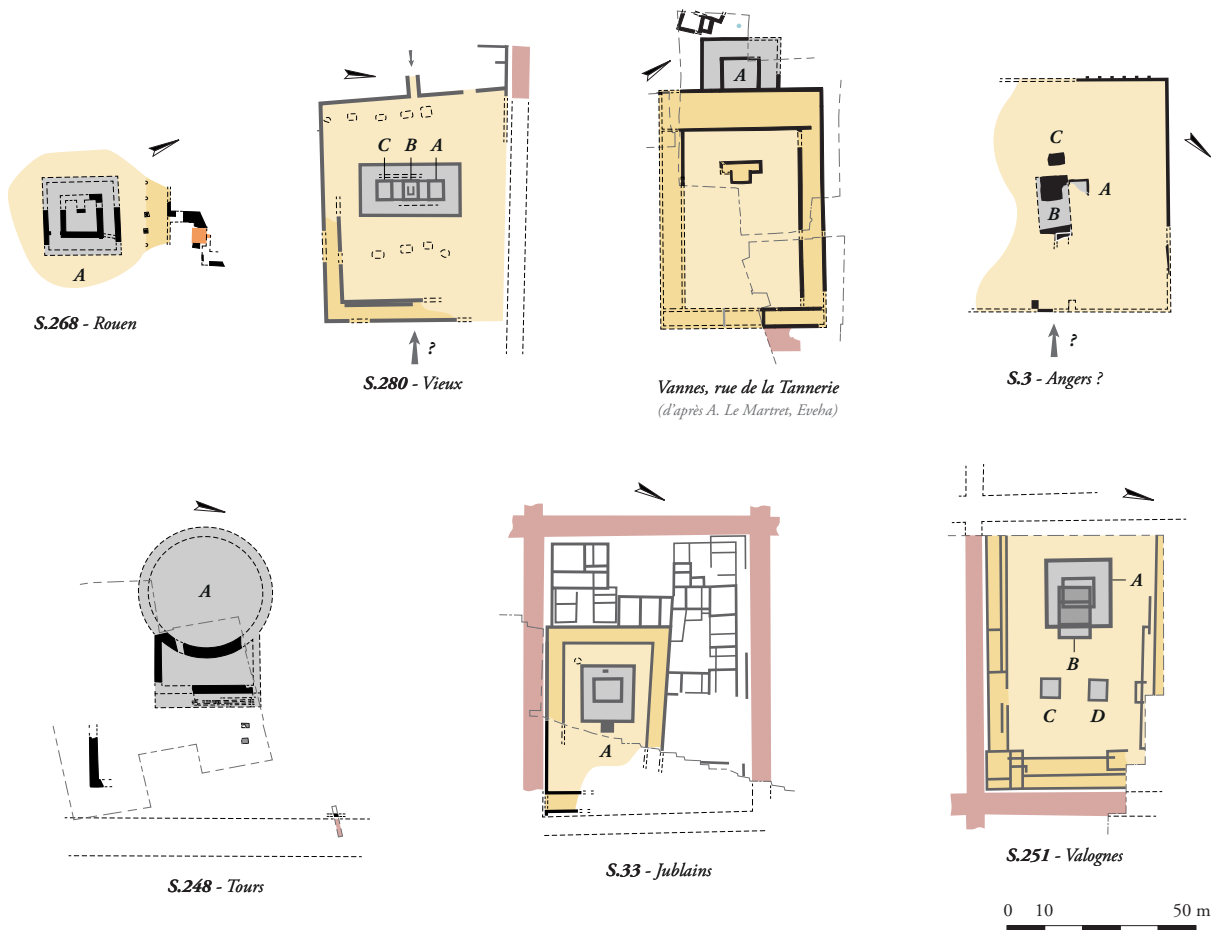 A
S.268 - Rouen
C B A
?
S.280 - Vieux
A
Vannes, rue de la Tannerie
(d'après A. Le Martret, Eveha)
C
A
B
?
S.3 - Angers ?
A
S.248 - Tours
A
S.33 - Jublains
A
B
C D
S.251 - Valognes
0 10 50 m